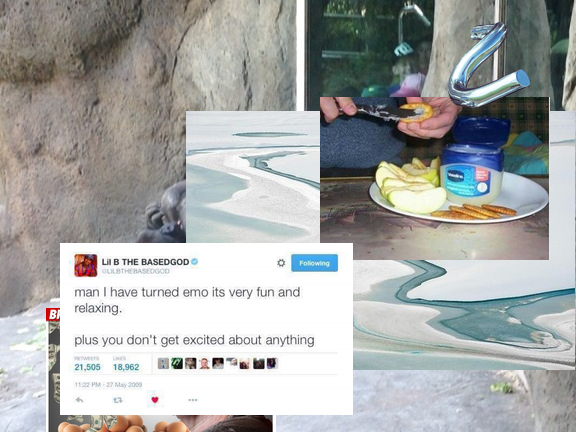 Vaseline
Lil B THE BASEDGOD
@LILBTHEBASEDGOD
Following
man I have turned emo its very fun and
relaxing.
plus you don't get excited about anything
RETWEETS LIKES
21,505 18,962
11:22 PM - 27 May 2009